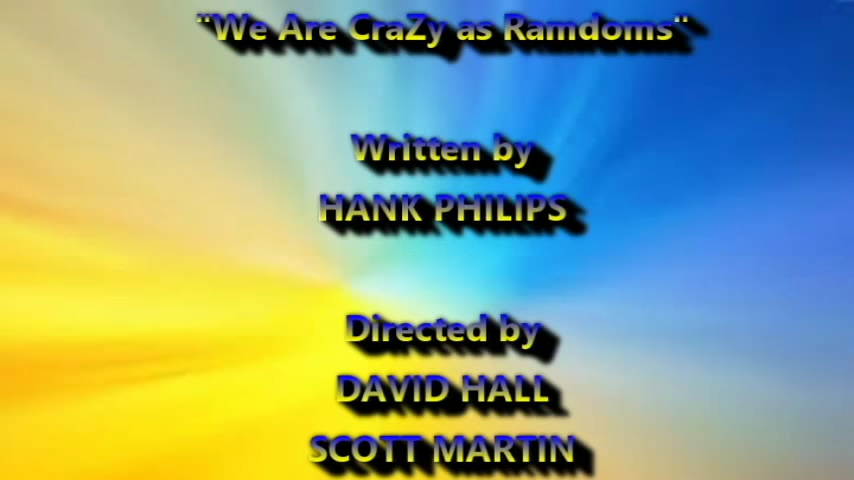 ¨We Are CraZy as Ramdoms¨
Written by
HANK PHILIPS
Directed by
DAVID HALL
SCOTT MARTIN